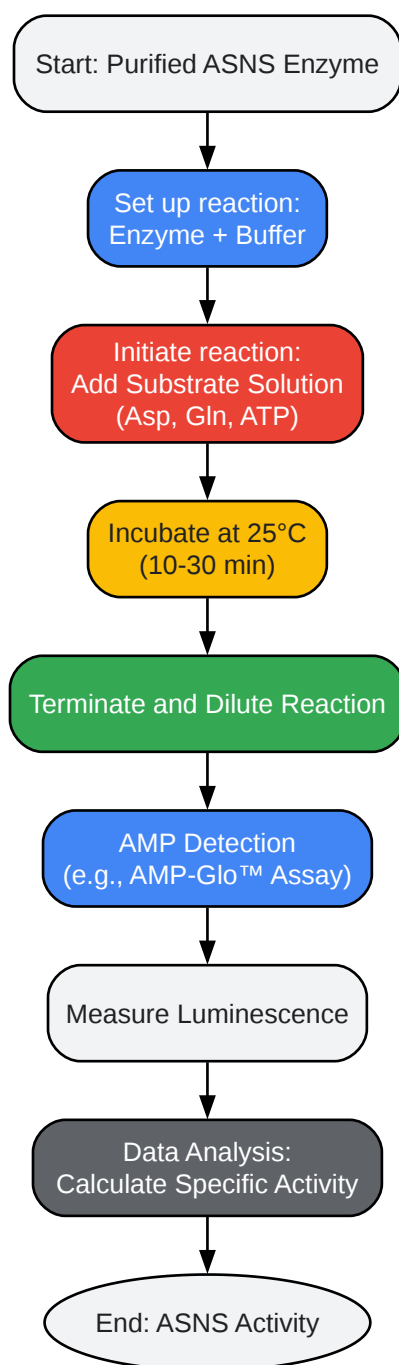 Start: Purified ASNS Enzyme
Set up reaction:
Enzyme + Buffer
Initiate reaction:
Add Substrate Solution
(Asp, Gln, ATP)
Incubate at 25°C
(10-30 min)
Terminate and Dilute Reaction
AMP Detection
(e.g., AMP-Glo™ Assay)
Measure Luminescence
Data Analysis:
Calculate Specific Activity
End: ASNS Activity